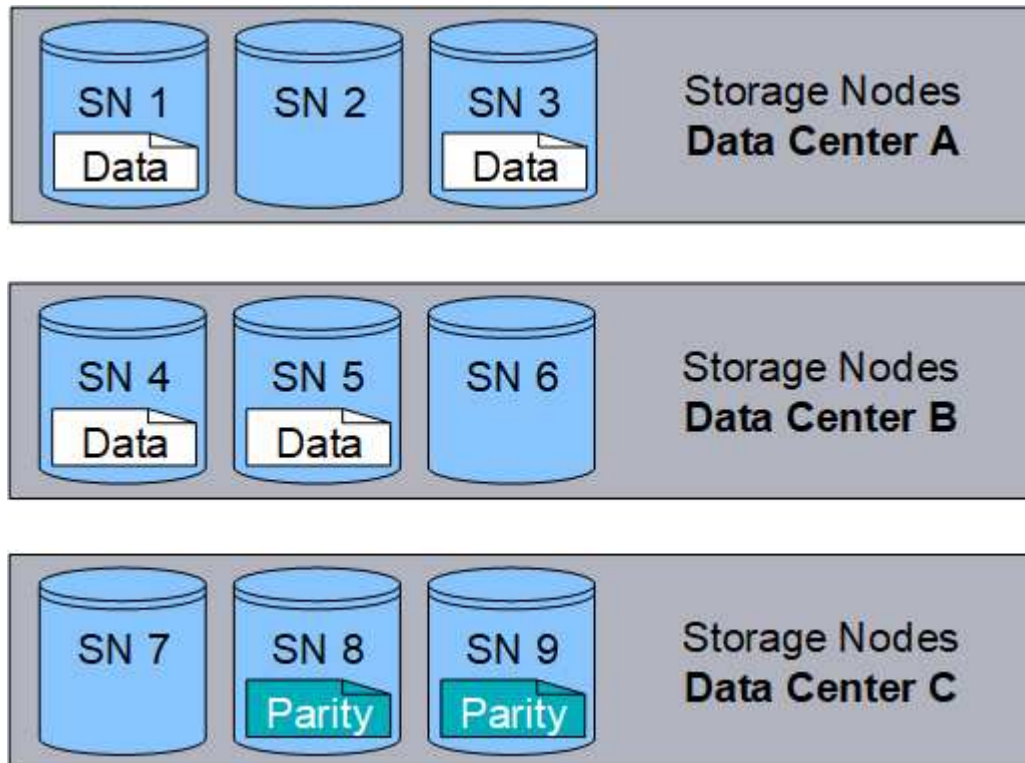 SN 1
SN 2
SN 3
Data
Data
Storage Nodes
Data Center A
SN 4
SN 5
SN 6
Data
Data
Storage Nodes
Data Center B
SN 7
SN 8
SN 9
Parity
Parity
Storage Nodes
Data Center C